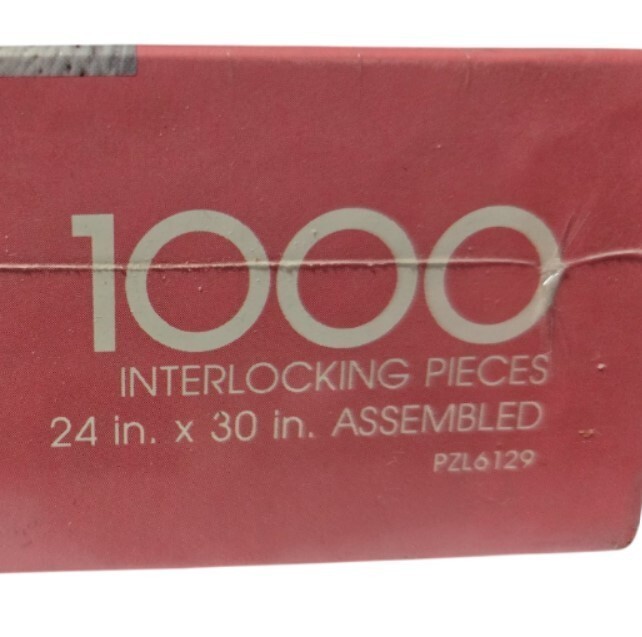 1000
INTERLOCKING PIECES
24 in. x 30 in. ASSEMBLED
PZL6129